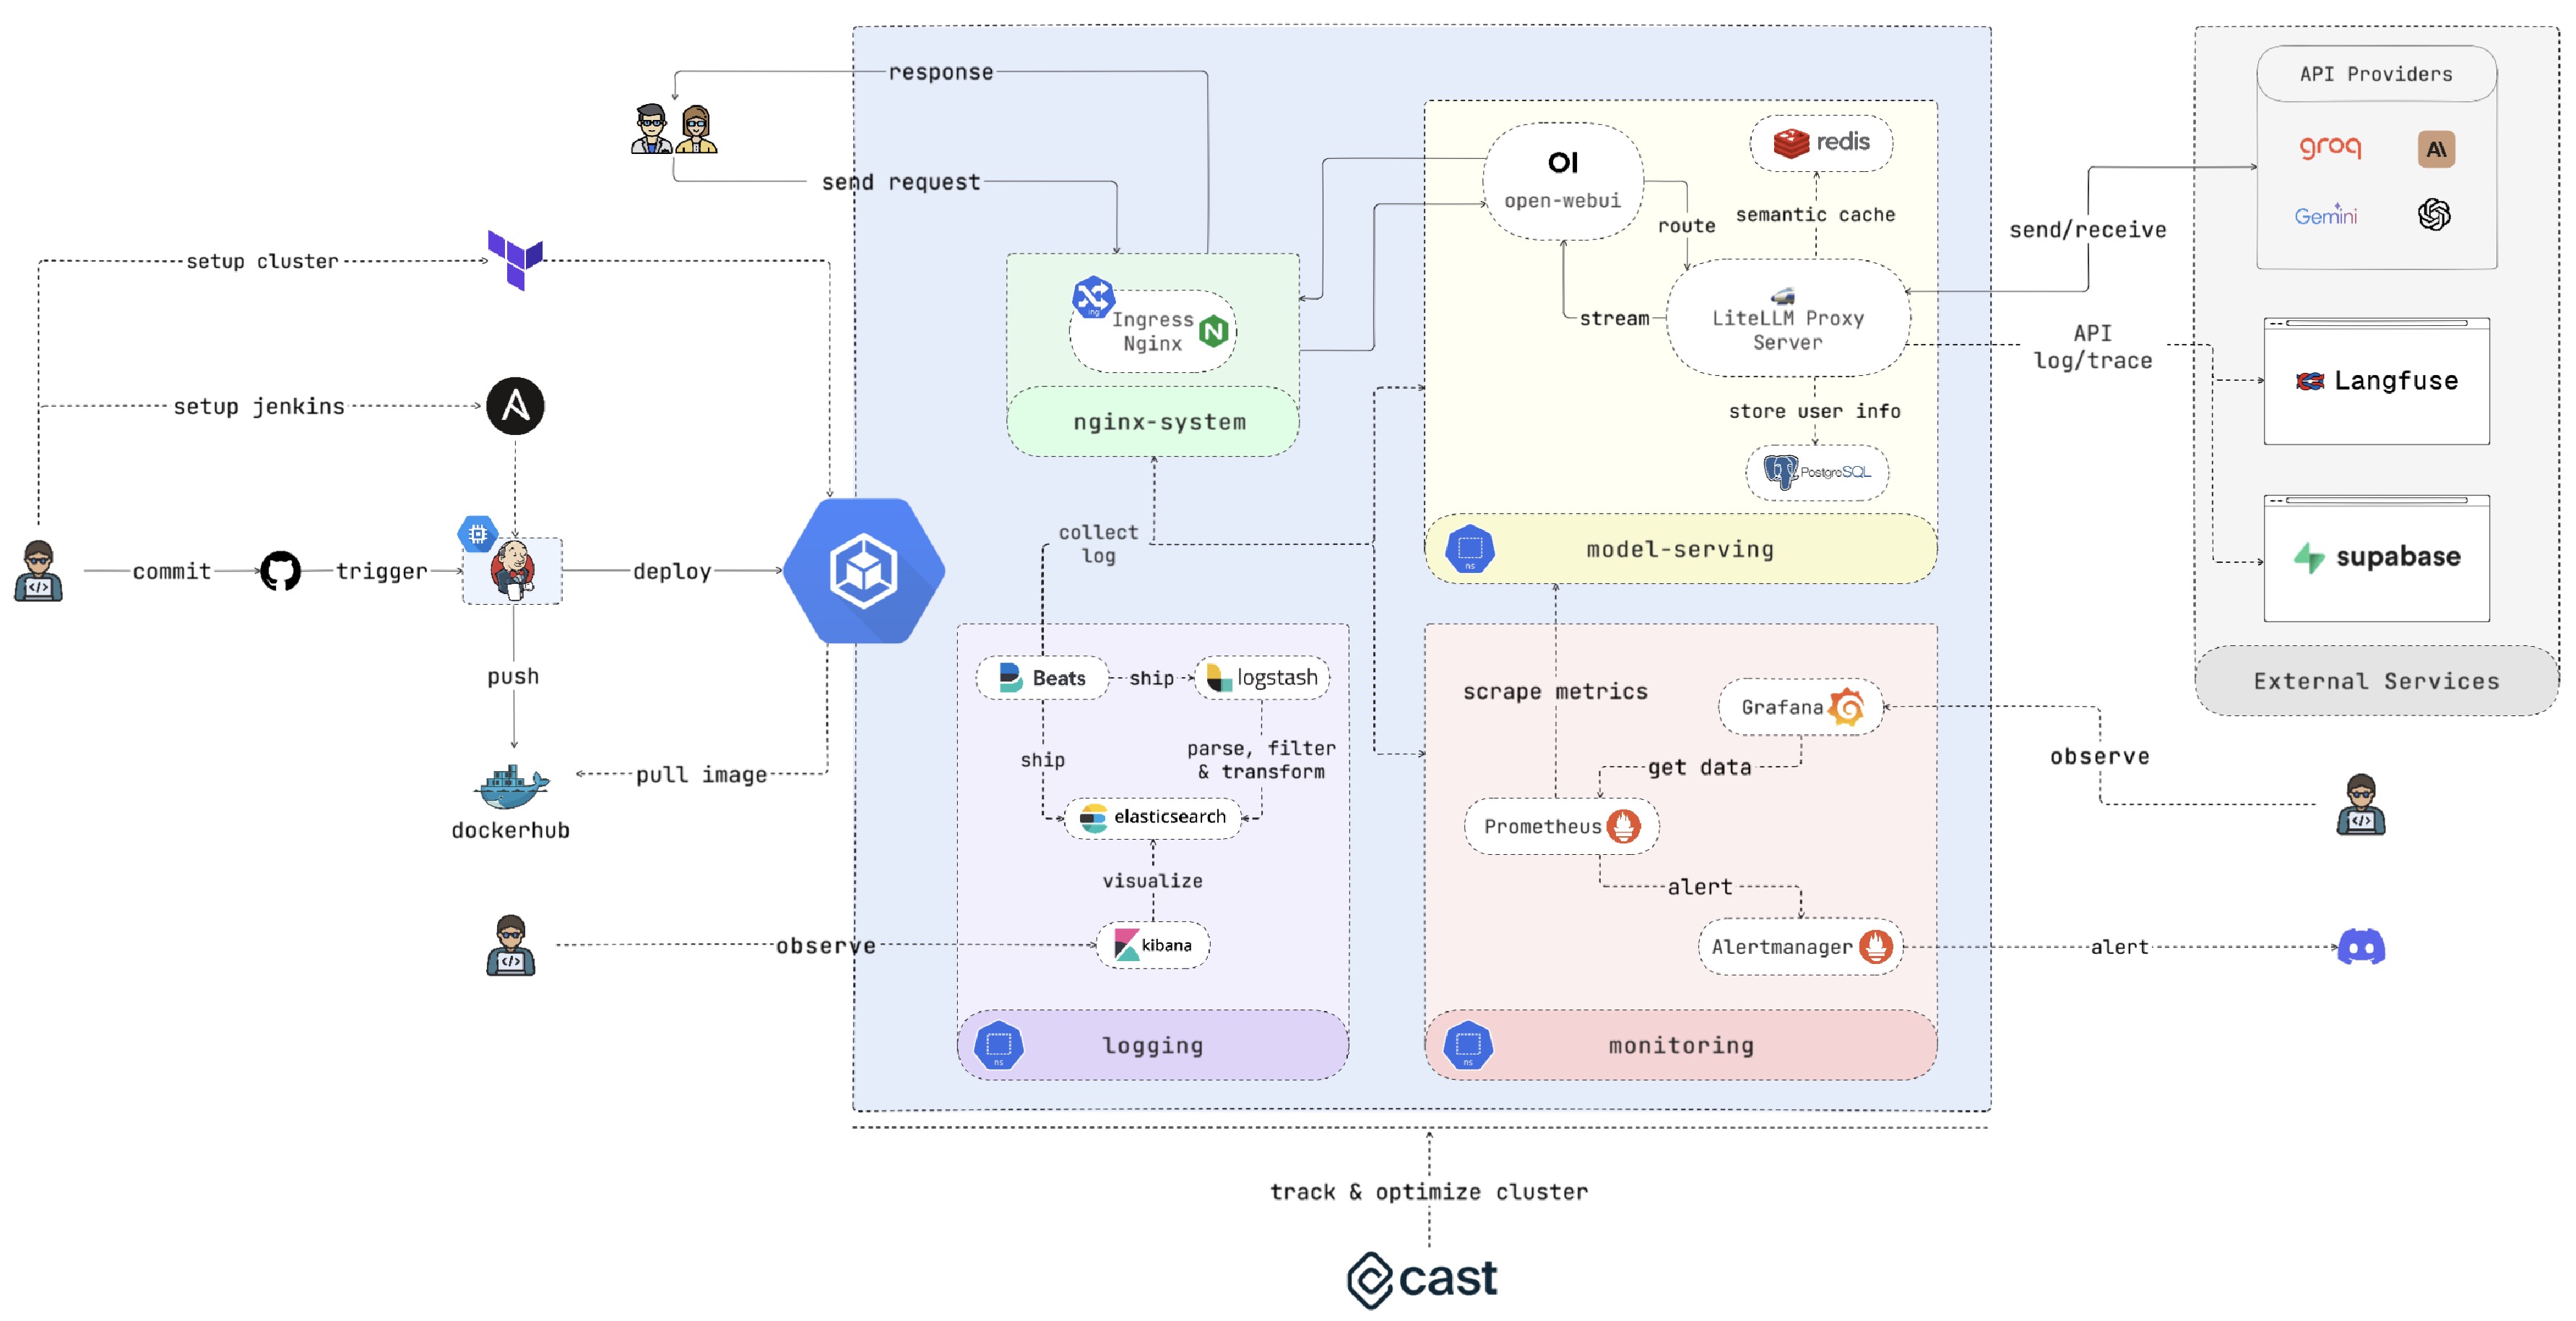 response
send request
setup cluster
setup jenkins
commit
trigger
deploy
push
pull image
dockerhub
observe
ing
Ingress
Nginx
nginx-system
OI
open-webui
redis
route
semantic cache
stream
LiteLLM Proxy
Server
store user info
PostgreSQL
ns
model-serving
collect
log
Beats
ship
logstash
ship
parse, filter
& transform
elasticsearch
visualize
kibana
ns
logging
scrape metrics
Grafana
get data
Prometheus
alert
Alertmanager
ns
monitoring
send/receive
API
log/trace
API Providers
groq
A\
Gemini
Langfuse
supabase
External Services
observe
alert
track & optimize cluster
cast